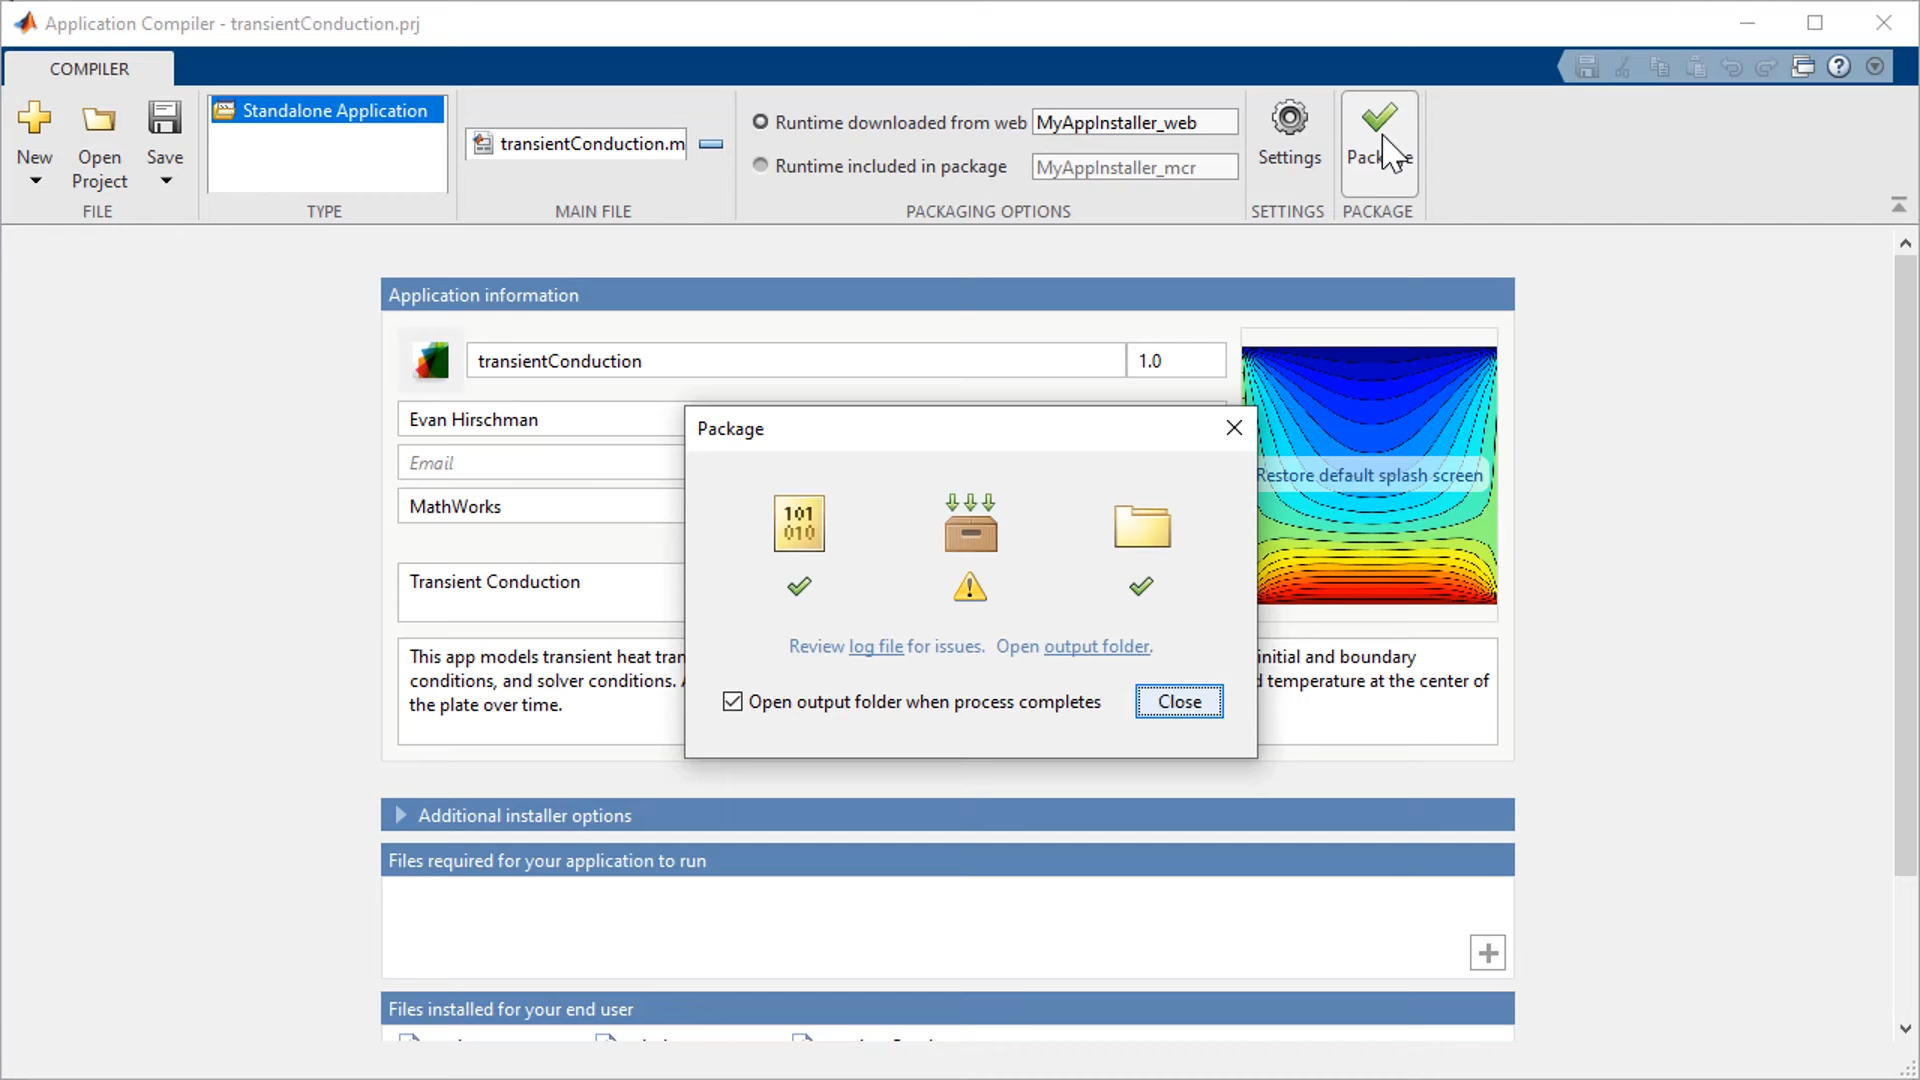 Application Compiler - transientConduction.prj
COMPILER
New
Open
Project
Save
FILE
Standalone Application
TYPE
transientConduction.m
MAIN FILE
Runtime downloaded from web
MyAppInstaller_web
Runtime included in package
MyAppInstaller_mcr
PACKAGING OPTIONS
Settings
SETTINGS
PACKAGE
Application information
transientConduction
1.0
Evan Hirschman
Email
MathWorks
Transient Conduction
This app models transient heat tran
conditions, and solver conditions.
the plate over time.
initial and boundary
temperature at the center of
Restore default splash screen
Package
101
010
Review log file for issues. Open output folder.
Open output folder when process completes
Close
Additional installer options
Files required for your application to run
Files installed for your end user